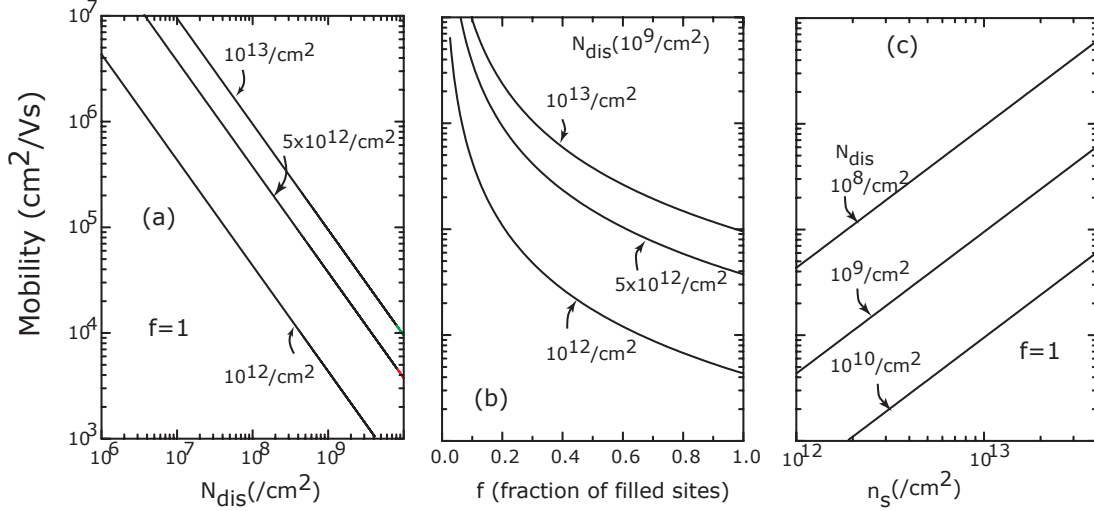 Mobility (cm²/Vs)
10⁷
10⁶
10⁵
10⁴
10³
10¹³/cm²
5x10¹²/cm²
(a)
f=1
10¹²/cm²
10⁶ 10⁷ 10⁸ 10⁹
N_dis(/cm²)
N_dis(10⁹/cm²)
10¹³/cm²
5x10¹²/cm²
10¹²/cm²
(b)
0.0 0.2 0.4 0.6 0.8 1.0
f (fraction of filled sites)
(c)
N_dis
10⁸/cm²
10⁹/cm²
10¹⁰/cm²
f=1
10¹² 10¹³
n_s(/cm²)